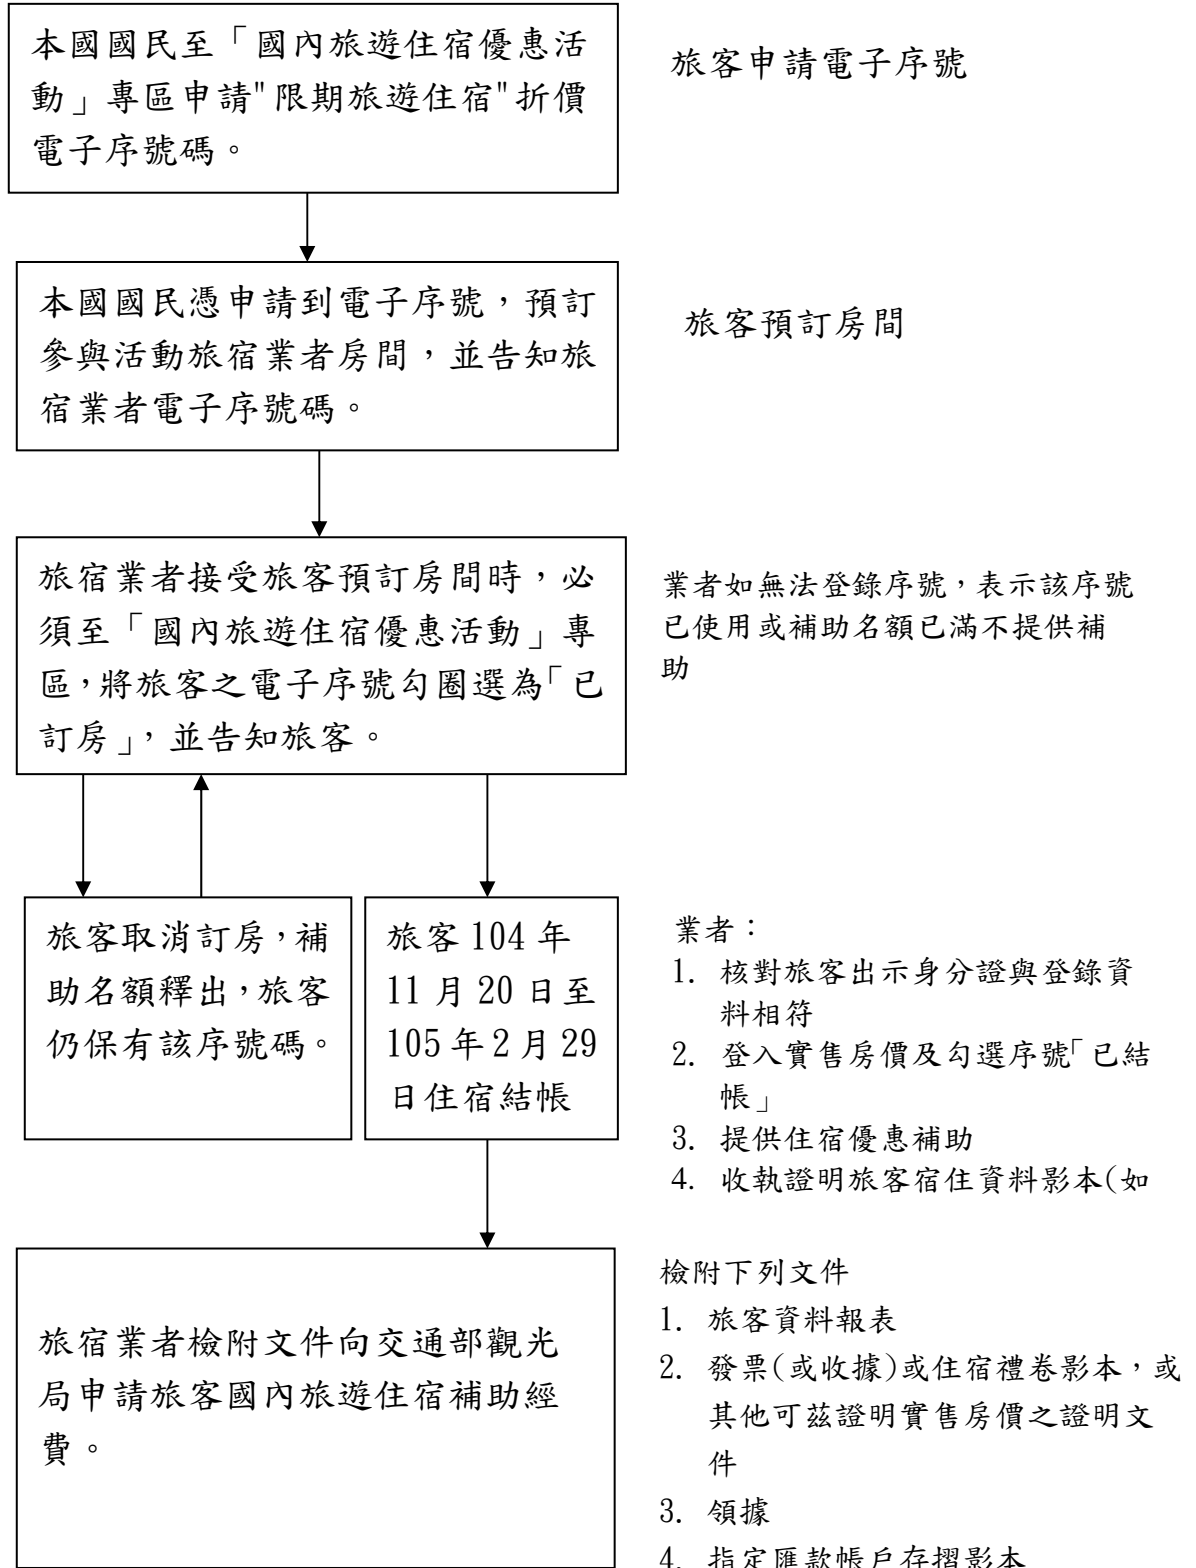 本國國民至「國內旅遊住宿優惠活
動」專區申請"限期旅遊住宿"折價
電子序號碼。
旅客申請電子序號
本國國民憑申請到電子序號，預訂
參與活動旅宿業者房間，並告知旅
宿業者電子序號碼。
旅客預訂房間
旅宿業者接受旅客預訂房間時，必
須至「國內旅遊住宿優惠活動」專
區，將旅客之電子序號勾圈選為「已
訂房」，並告知旅客。
業者如無法登錄序號，表示該序號
已使用或補助名額已滿不提供補
助
旅客取消訂房，補
助名額釋出，旅客
仍保有該序號碼。
旅客 104 年
11 月 20 日至
105 年 2 月 29
日住宿結帳
業者：
1. 核對旅客出示身分證與登錄資
料相符
2. 登入實售房價及勾選序號「已結
帳」
3. 提供住宿優惠補助
4. 收執證明旅客宿住資料影本(如
旅宿業者檢附文件向交通部觀光
局申請旅客國內旅遊住宿補助經
費。
檢附下列文件
1. 旅客資料報表
2. 發票(或收據)或住宿禮卷影本，或
其他可茲證明實售房價之證明文
件
3. 領據
4. 指定匯款帳戶存摺影本